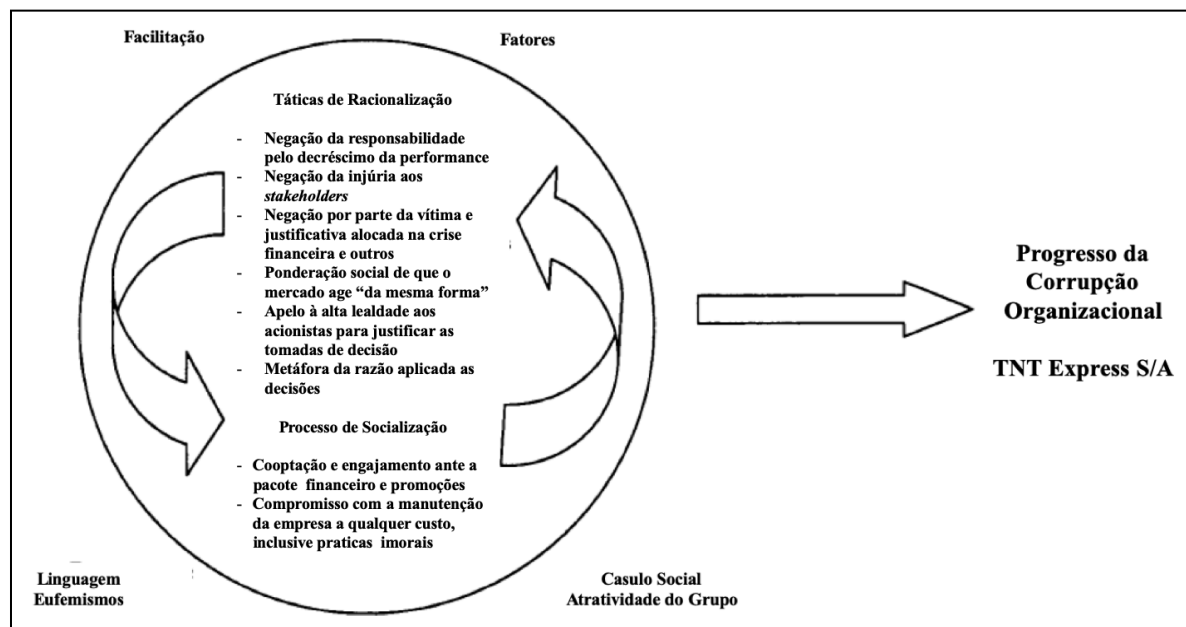 Facilitação
Fatores
Táticas de Racionalização
- Negação da responsabilidade
pelo decréscimo da performance
- Negação da injúria aos
stakeholders
- Negação por parte da vítima e
justificativa alocada na crise
financeira e outros
- Ponderação social de que o
mercado age “da mesma forma”
- Apelo à alta lealdade aos
acionistas para justificar as
tomadas de decisão
- Metáfora da razão aplicada as
decisões
Processo de Socialização
- Cooptação e engajamento ante a
pacote financeiro e promoções
- Compromisso com a manutenção
da empresa a qualquer custo,
inclusive praticas imorais
Linguagem
Eufemismos
Casulo Social
Atratividade do Grupo
Progresso da
Corrupção
Organizacional
TNT Express S/A